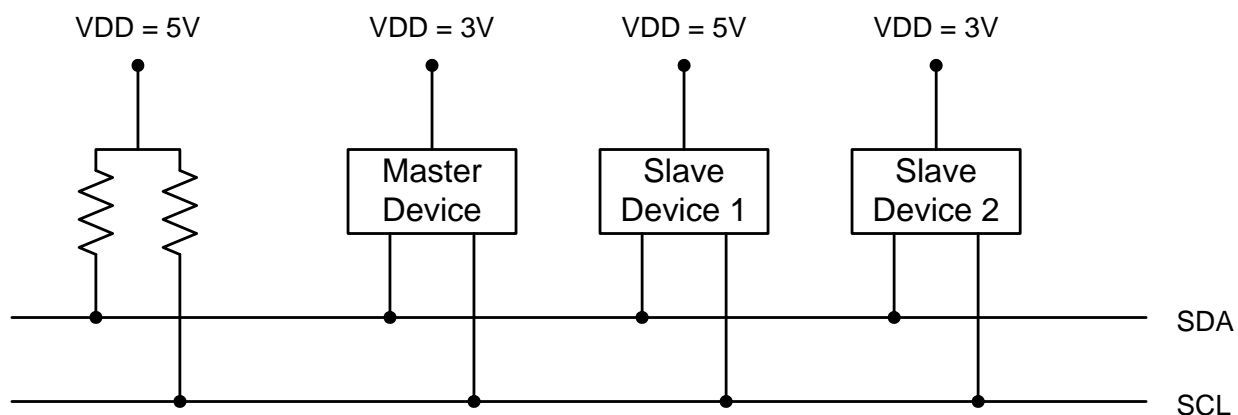 VDD = 5V
VDD = 3V
VDD = 5V
VDD = 3V
Master
Device
Slave
Device 1
Slave
Device 2
SDA
SCL